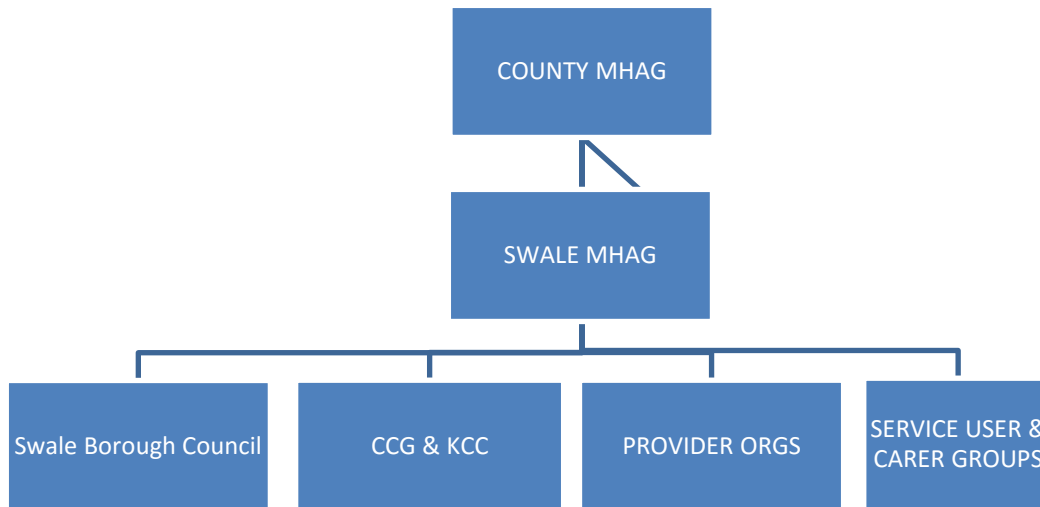 COUNTY MHAG
SWALE MHAG
Swale Borough Council
CCG & KCC
PROVIDER ORGS
SERVICE USER &
CARER GROUPS